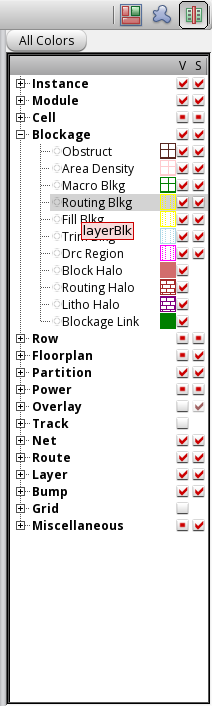 All Colors
V S
Instance
Module
Cell
Blockage
Obstruct
Area Density
Macro Blkg
Routing Blkg
Fill Blkg
layerBlk
Trim Blkg
Drc Region
Block Halo
Routing Halo
Litho Halo
Blockage Link
Row
Floorplan
Partition
Power
Overlay
Track
Net
Route
Layer
Bump
Grid
Miscellaneous